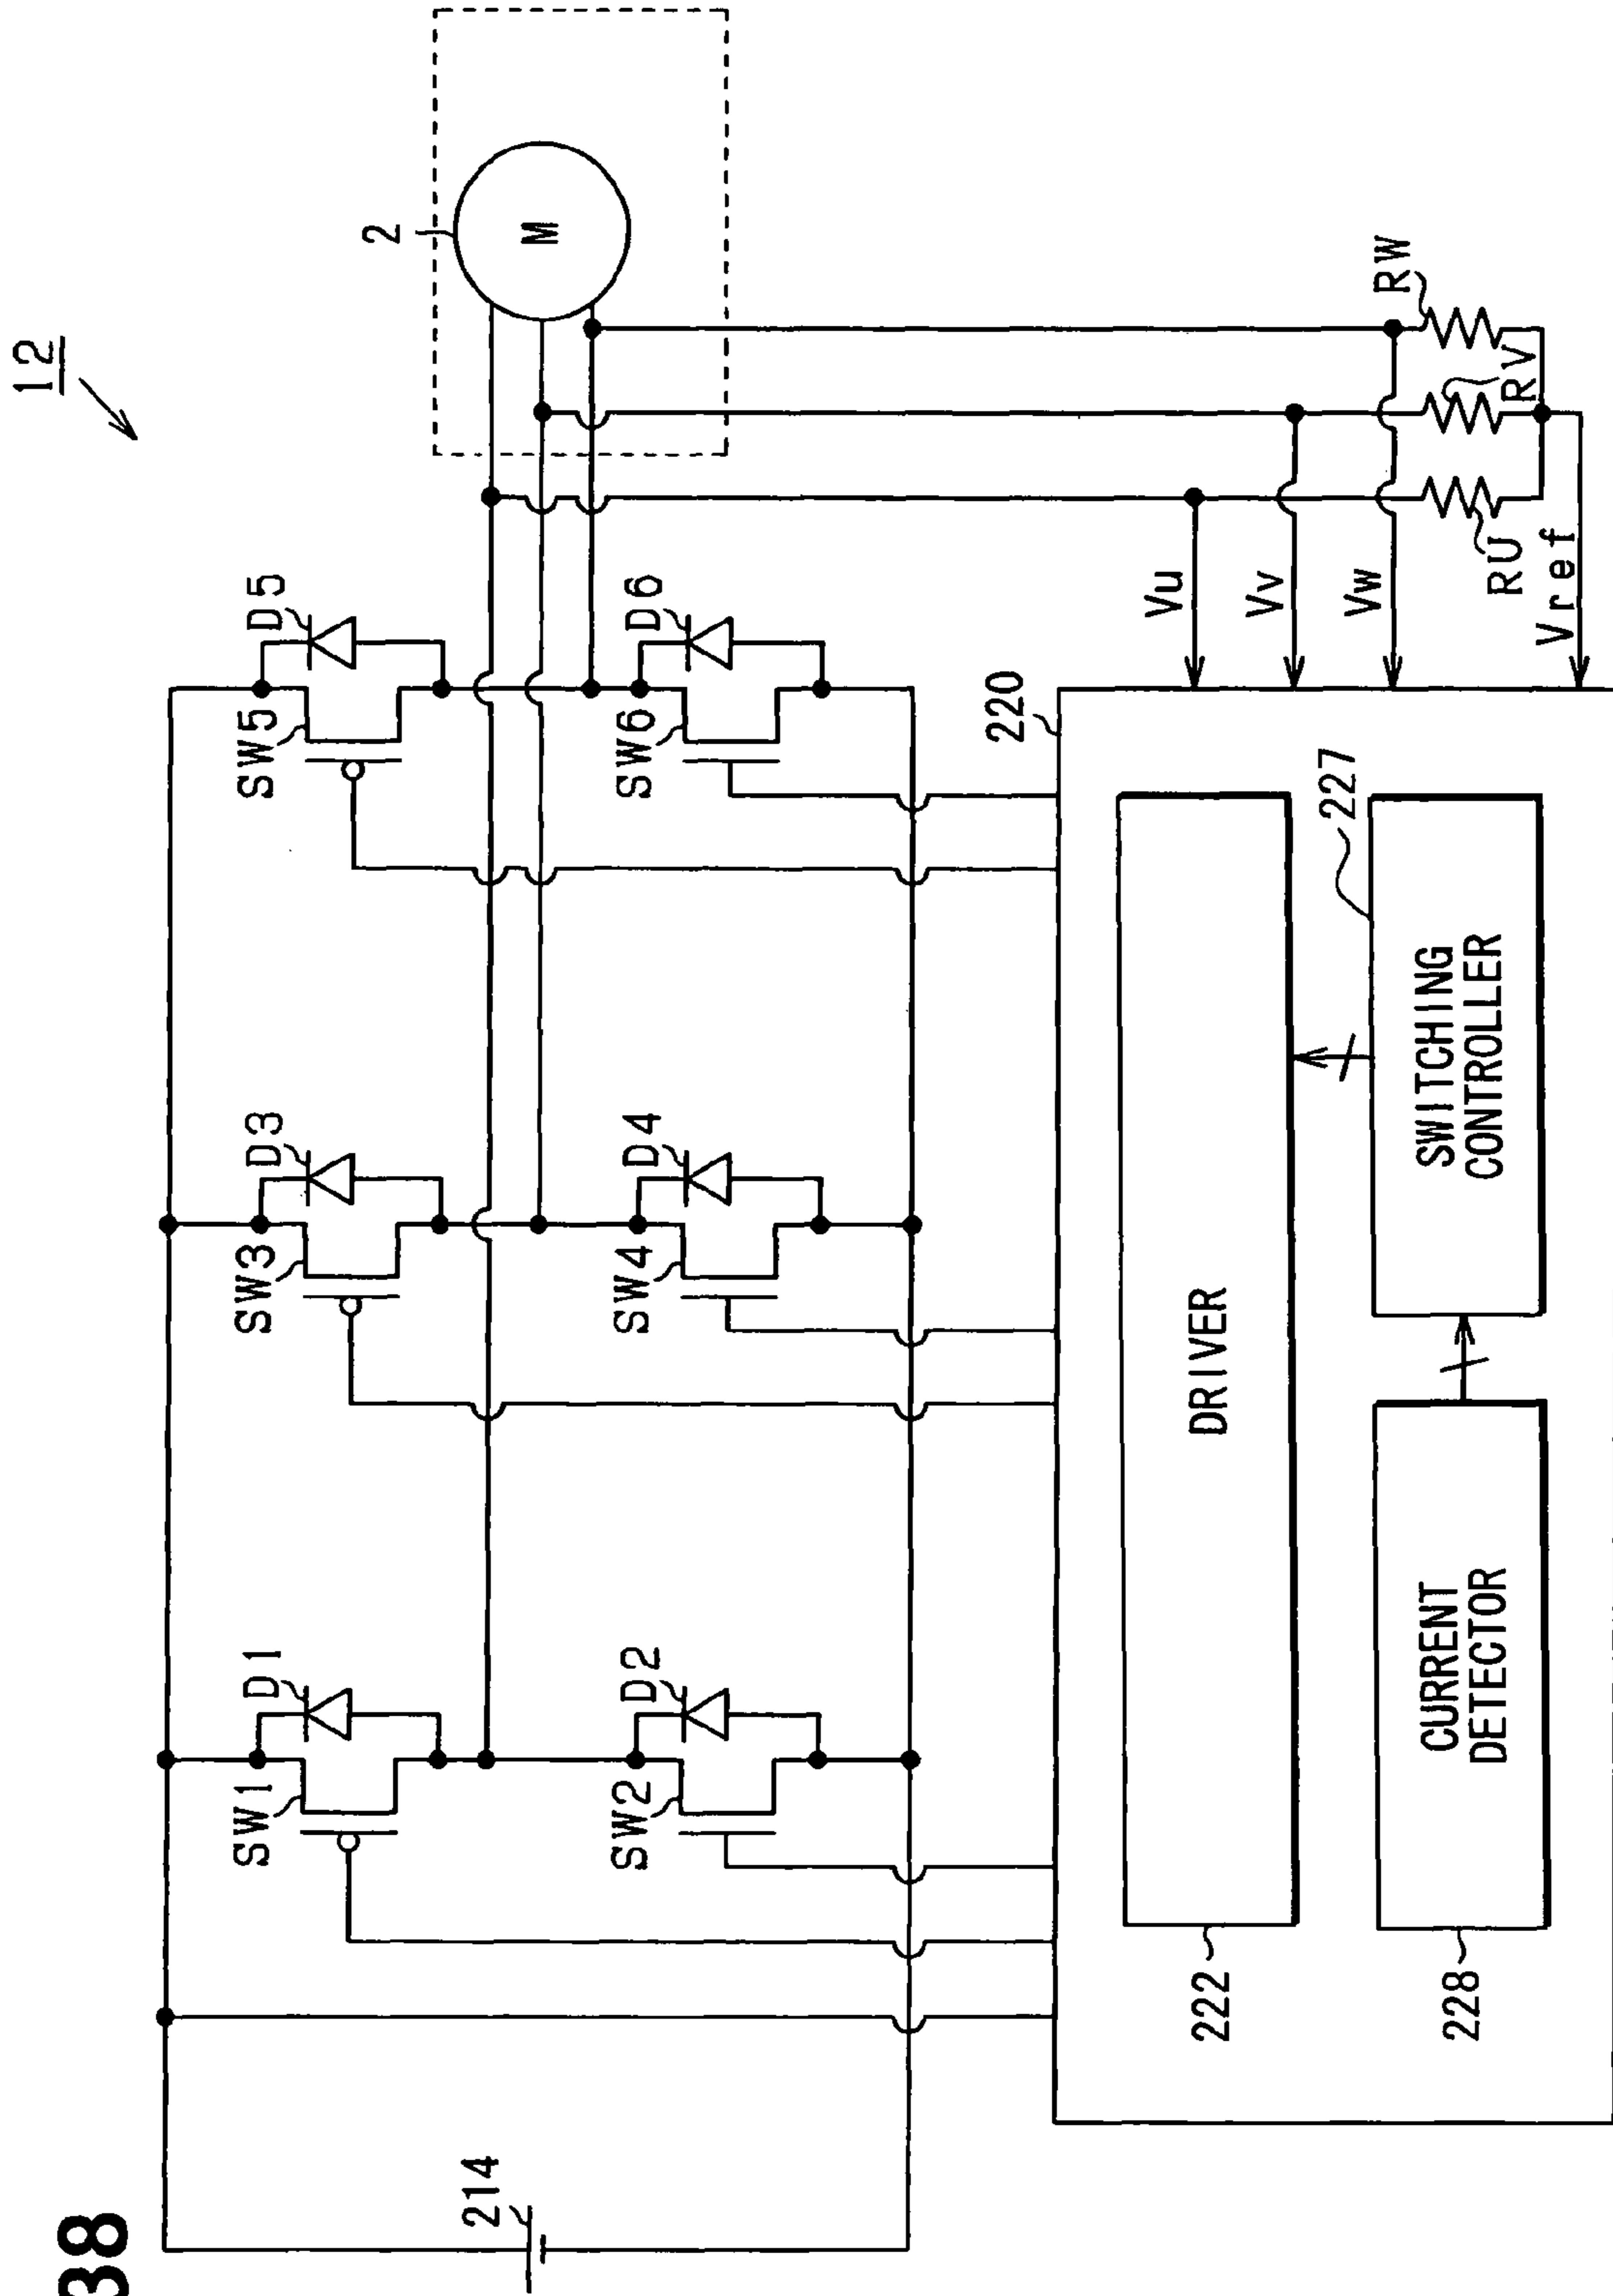 38
12
2
M
SW1
D1
SW3
D3
SW5
D5
SW2
D2
SW4
D4
SW6
D6
214
220
Vu
Vv
Vw
Vref
RU
RV
RW
DRIVER
222
227
SWITCHING
CONTROLLER
CURRENT
DETECTOR
228